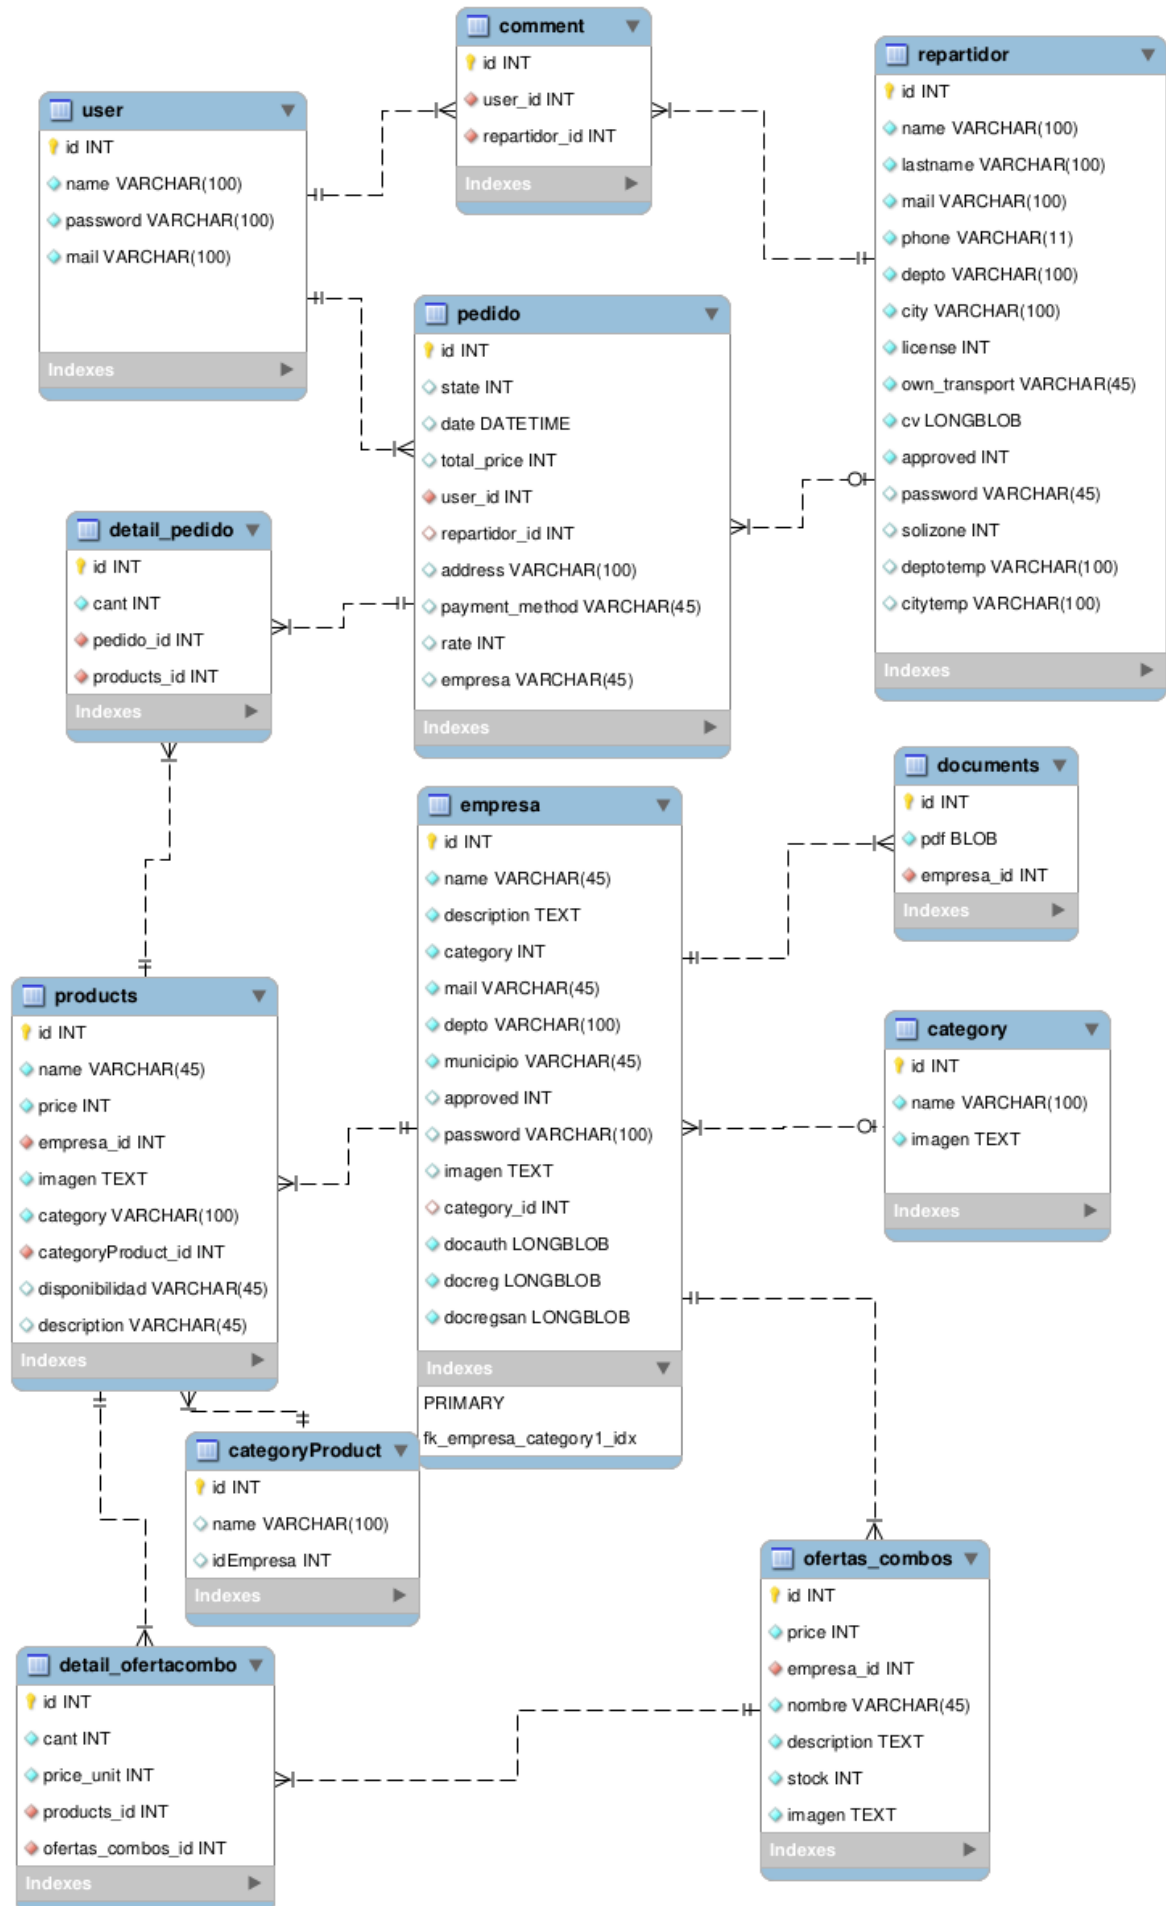 comment
id INT
user_id INT
repartidor_id INT
Indexes
repartidor
id INT
name VARCHAR(100)
lastname VARCHAR(100)
mail VARCHAR(100)
phone VARCHAR(11)
depto VARCHAR(100)
city VARCHAR(100)
license INT
own_transport VARCHAR(45)
cv LONGBLOB
approved INT
password VARCHAR(45)
solizone INT
deptotemp VARCHAR(100)
citytemp VARCHAR(100)
Indexes
user
id INT
name VARCHAR(100)
password VARCHAR(100)
mail VARCHAR(100)
Indexes
pedido
id INT
state INT
date DATETIME
total_price INT
user_id INT
repartidor_id INT
address VARCHAR(100)
payment_method VARCHAR(45)
rate INT
empresa VARCHAR(45)
Indexes
detail_pedido
id INT
cant INT
pedido_id INT
products_id INT
Indexes
documents
id INT
pdf BLOB
empresa_id INT
Indexes
empresa
id INT
name VARCHAR(45)
description TEXT
category INT
mail VARCHAR(45)
depto VARCHAR(100)
municipio VARCHAR(45)
approved INT
password VARCHAR(100)
imagen TEXT
category_id INT
docauth LONGBLOB
docreg LONGBLOB
docregsan LONGBLOB
Indexes
PRIMARY
fk_empresa_category1_idx
products
id INT
name VARCHAR(45)
price INT
empresa_id INT
imagen TEXT
category VARCHAR(100)
categoryProduct_id INT
disponibilidad VARCHAR(45)
description VARCHAR(45)
Indexes
category
id INT
name VARCHAR(100)
imagen TEXT
Indexes
categoryProduct
id INT
name VARCHAR(100)
idEmpresa INT
Indexes
ofertas_combos
id INT
price INT
empresa_id INT
nombre VARCHAR(45)
description TEXT
stock INT
imagen TEXT
Indexes
detail_ofertacombo
id INT
cant INT
price_unit INT
products_id INT
ofertas_combos_id INT
Indexes